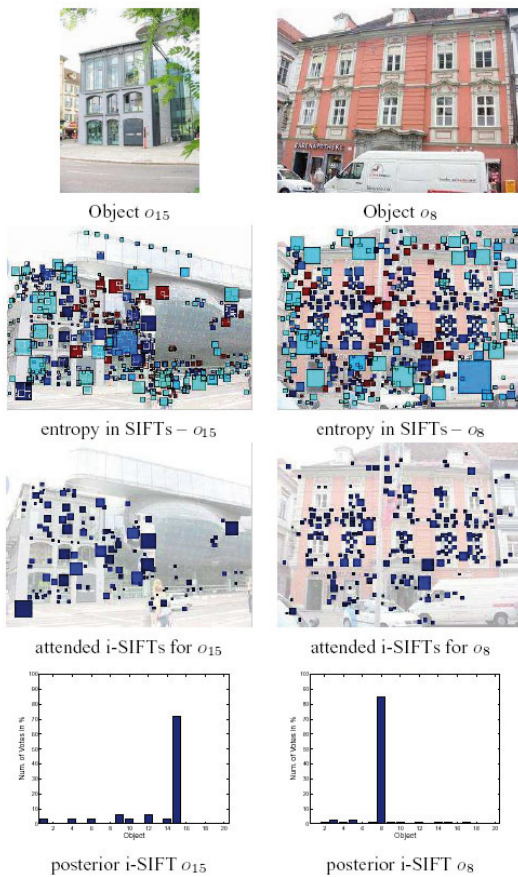 PARENAPOTHEKE
Object o15
Object o8
entropy in SIFTs – o15
entropy in SIFTs – o8
attended i-SIFTs for o15
attended i-SIFTs for o8
100
90
80
70
60
50
40
30
20
10
0
Num. of Votes in %
2 4 6 8 10 12 14 16 18 20
Object
100
90
80
70
60
50
40
30
20
10
0
Num. of Votes in %
2 4 6 8 10 12 14 16 18 20
Object
posterior i-SIFT o15
posterior i-SIFT o8